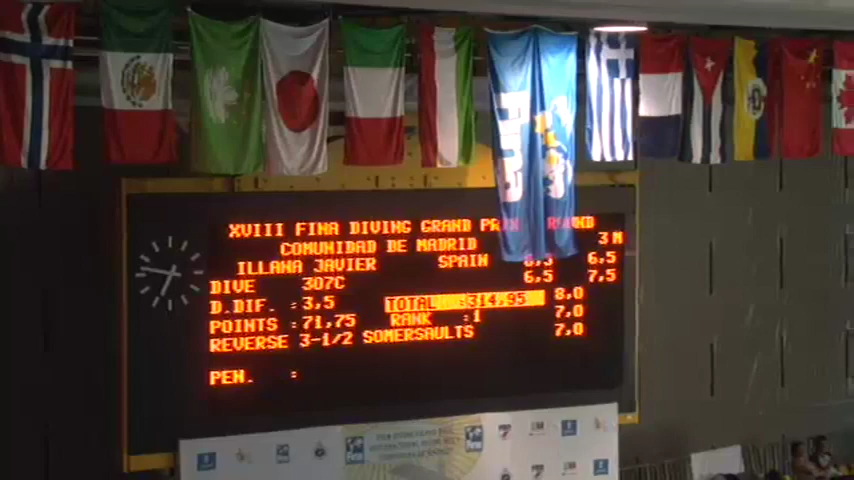 XVIII FINA DIVING GRAND PRIX
COMUNIDAD DE MADRID 3M
ILLANA JAVIER SPAIN 6,5
DIVE 307C 6,5 7,5
D.DIF. : 3,5 TOTAL :314,95 8,0
POINTS :71,75 RANK :1 7,0
REVERSE 3-1/2 SOMERSAULTS 7,0
PEN. :
fina